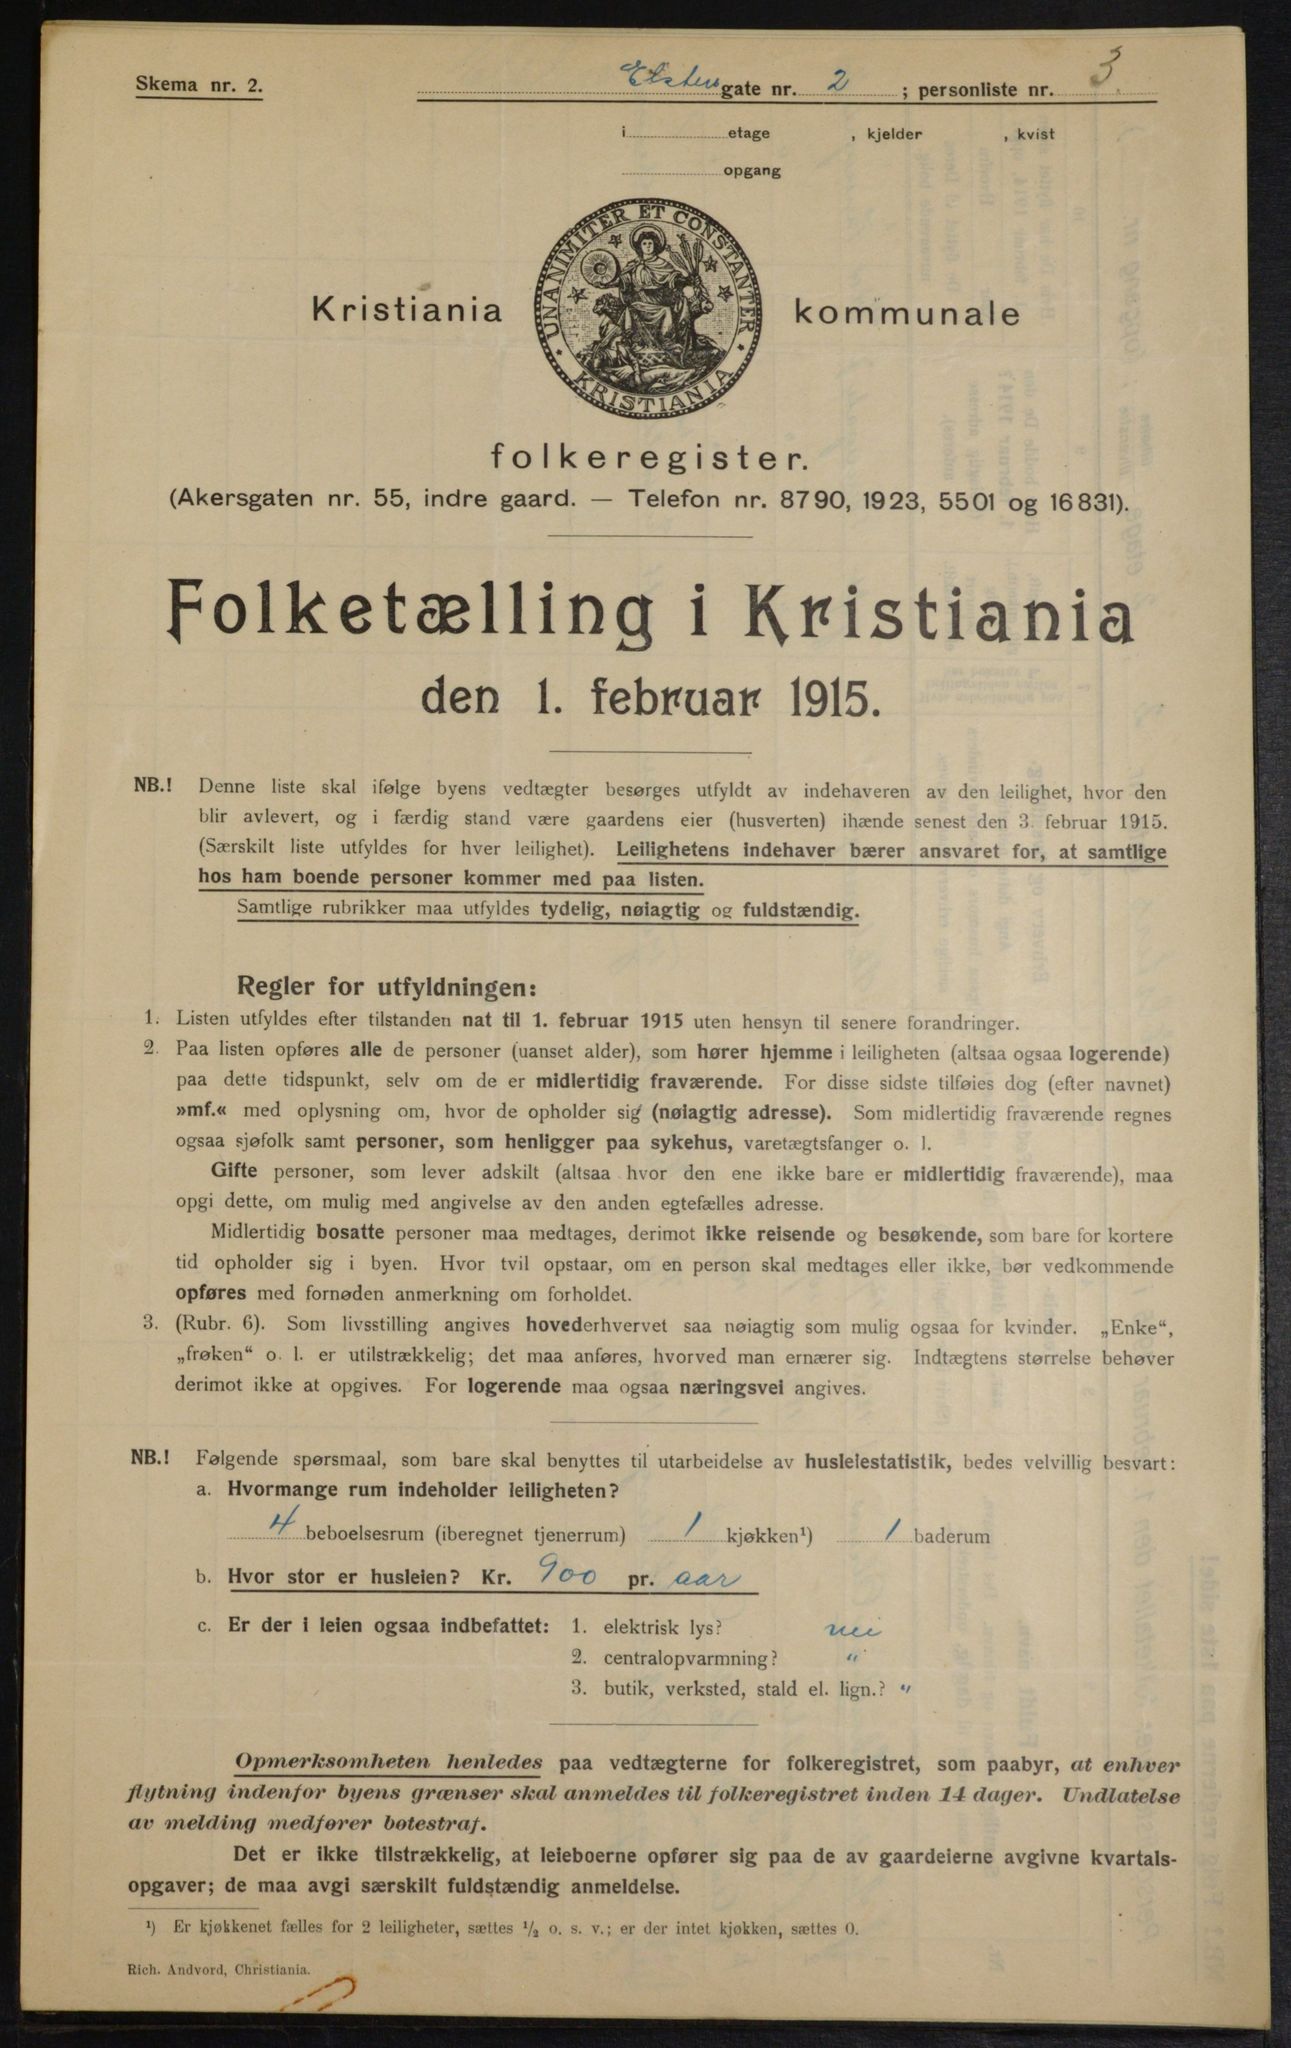 Skema nr. 2.
Elsters gate nr. 2 ; personliste nr. 3.
i etage , kjelder , kvist
opgang
UNANIMITER ET CONSTANTER
KRISTIANIA
Kristiania kommunale
folkeregister.
(Akersgaten nr. 55, indre gaard. — Telefon nr. 8790, 1923, 5501 og 16831).
Folketælling i Kristiania
den 1. februar 1915.
NB.! Denne liste skal ifølge byens vedtægter besørges utfyldt av indehaveren av den leilighet, hvor den
blir avlevert, og i færdig stand være gaardens eier (husverten) ihænde senest den 3. februar 1915.
(Særskilt liste utfyldes for hver leilighet). Leilighetens indehaver bærer ansvaret for, at samtlige
hos ham boende personer kommer med paa listen.
Samtlige rubrikker maa utfyldes tydelig, nøiagtig og fuldstændig.
Regler for utfyldningen:
1. Listen utfyldes efter tilstanden nat til 1. februar 1915 uten hensyn til senere forandringer.
2. Paa listen opføres alle de personer (uanset alder), som hører hjemme i leiligheten (altsaa ogsaa logerende)
paa dette tidspunkt, selv om de er midlertidig fraværende. For disse sidste tilføies dog (efter navnet)
»mf.« med oplysning om, hvor de opholder sig (nøiagtig adresse). Som midlertidig fraværende regnes
ogsaa sjøfolk samt personer, som henligger paa sykehus, varetægtsfanger o. l.
Gifte personer, som lever adskilt (altsaa hvor den ene ikke bare er midlertidig fraværende), maa
opgi dette, om mulig med angivelse av den anden egtefælles adresse.
Midlertidig bosatte personer maa medtages, derimot ikke reisende og besøkende, som bare for kortere
tid opholder sig i byen. Hvor tvil opstaar, om en person skal medtages eller ikke, bør vedkommende
opføres med fornøden anmerkning om forholdet.
3. (Rubr. 6). Som livsstilling angives hovederhvervet saa nøiagtig som mulig ogsaa for kvinder. „Enke“,
„frøken“ o. l. er utilstrækkelig; det maa anføres, hvorved man ernærer sig. Indtægtens størrelse behøver
derimot ikke at opgives. For logerende maa ogsaa næringsvei angives.
NB.! Følgende spørsmaal, som bare skal benyttes til utarbeidelse av husleiestatistik, bedes velvillig besvart:
a. Hvormange rum indeholder leiligheten?
4 beboelsesrum (iberegnet tjenerrum) 1 kjøkken¹) 1 baderum
b. Hvor stor er husleien? Kr. 900 pr. aar
c. Er der i leien ogsaa indbefattet: 1. elektrisk lys? nei
2. centralopvarmning? "
3. butik, verksted, stald el. lign.? "
Opmerksomheten henledes paa vedtægterne for folkeregistret, som paabyr, at enhver
flytning indenfor byens grænser skal anmeldes til folkeregistret inden 14 dager. Undlatelse
av melding medfører bøtestraf.
Det er ikke tilstrækkelig, at leieboerne opfører sig paa de av gaardeierne avgivne kvartals-
opgaver; de maa avgi særskilt fuldstændig anmeldelse.
¹) Er kjøkkenet fælles for 2 leiligheter, sættes ½ o. s. v.; er der intet kjøkken, sættes 0.
Rich. Andvord, Christiania.